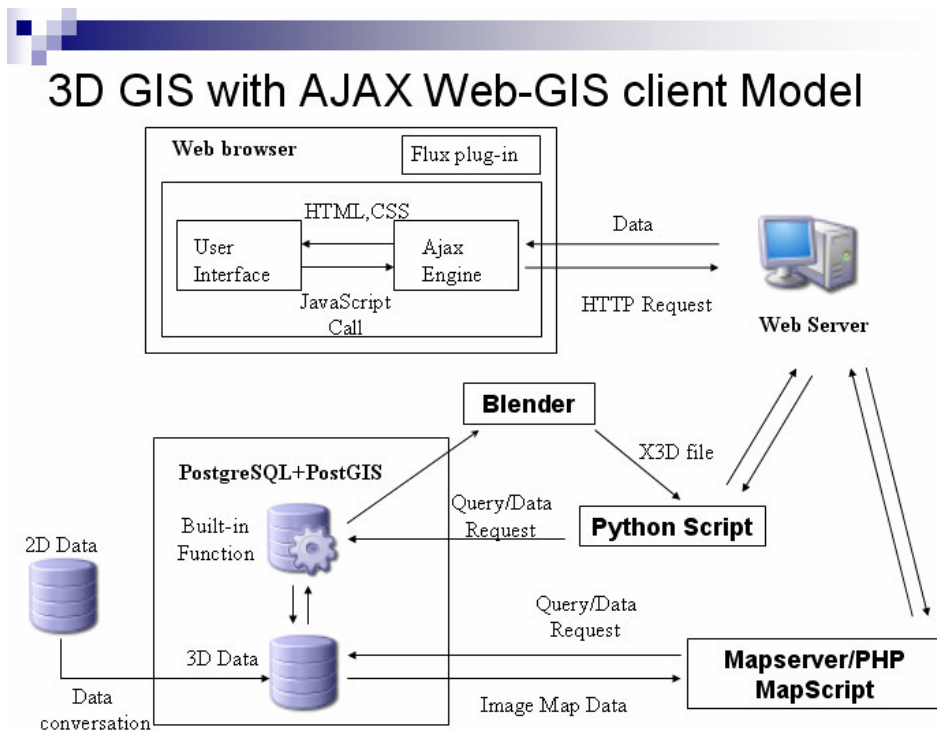 3D GIS with AJAX Web-GIS client Model
Web browser
Flux plug-in
HTML,CSS
User
Interface
Ajax
Engine
JavaScript
Call
Data
HTTP Request
Web Server
Blender
X3D file
PostgreSQL+PostGIS
Built-in
Function
Query/Data
Request
Python Script
2D Data
Query/Data
Request
3D Data
Mapserver/PHP
MapScript
Image Map Data
Data
conversation